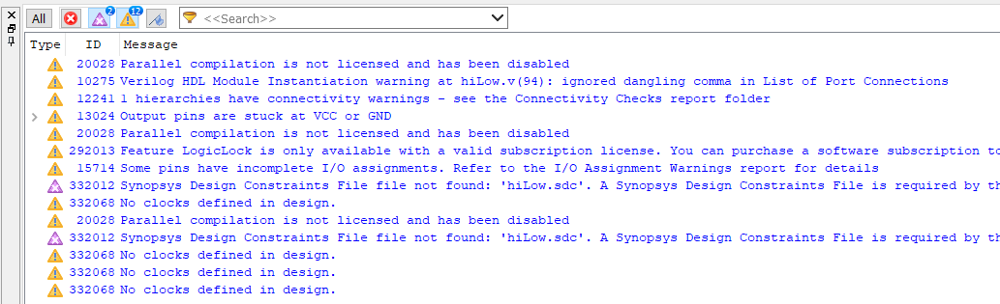 All 2 12 <<Search>>
Type ID Message
20028 Parallel compilation is not licensed and has been disabled
10275 Verilog HDL Module Instantiation warning at hiLow.v(94): ignored dangling comma in List of Port Connections
12241 1 hierarchies have connectivity warnings - see the Connectivity Checks report folder
13024 Output pins are stuck at VCC or GND
20028 Parallel compilation is not licensed and has been disabled
292013 Feature LogicLock is only available with a valid subscription license. You can purchase a software subscription to
15714 Some pins have incomplete I/O assignments. Refer to the I/O Assignment Warnings report for details
332012 Synopsys Design Constraints File file not found: 'hiLow.sdc'. A Synopsys Design Constraints File is required by th
332068 No clocks defined in design.
20028 Parallel compilation is not licensed and has been disabled
332012 Synopsys Design Constraints File file not found: 'hiLow.sdc'. A Synopsys Design Constraints File is required by th
332068 No clocks defined in design.
332068 No clocks defined in design.
332068 No clocks defined in design.